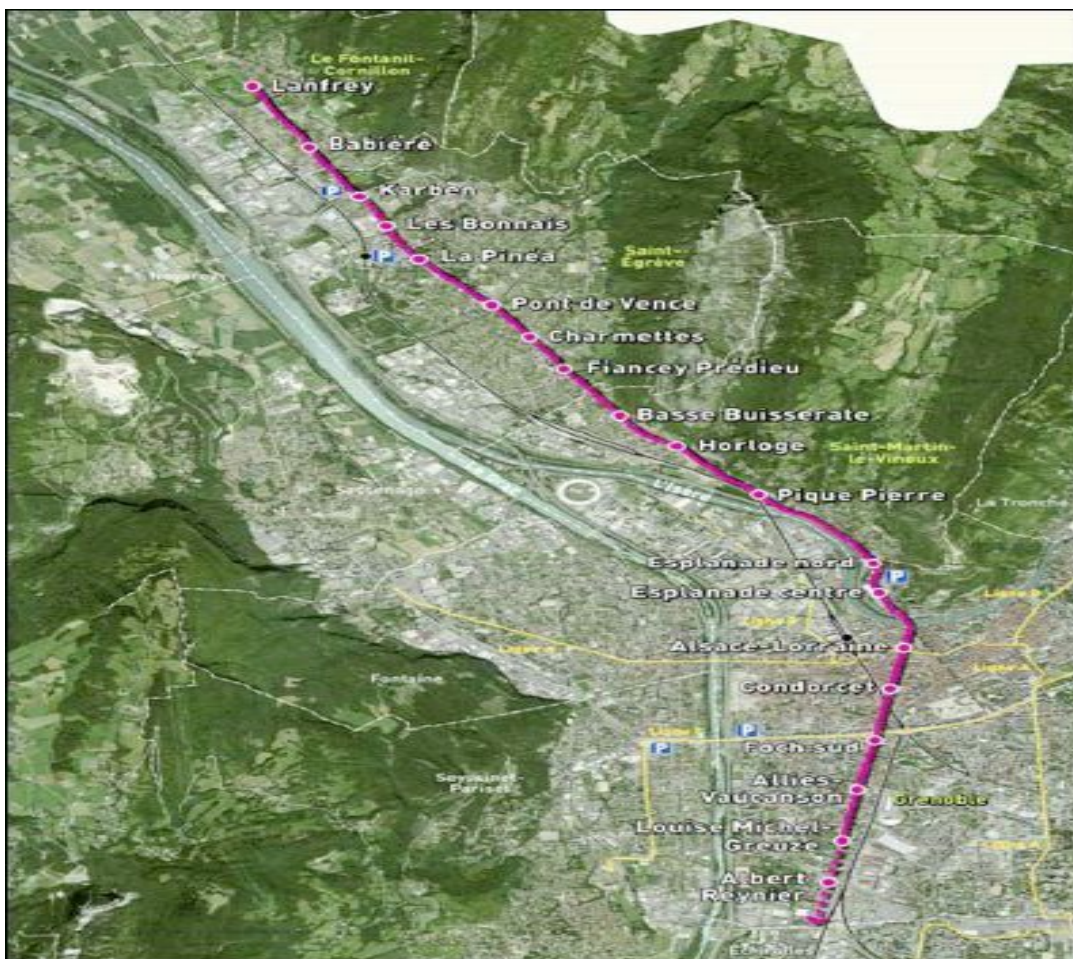 Le Fontanil-
Cornillon
Lanfrey
Babière
P
Karben
Les Bonnais
P
La Pinéa
Saint-
Égrève
Pont de Vence
Charmettes
Fiancey Prédieu
Basse Buisserate
Horloge
Saint-Martin-
le-Vinoux
L'Isère
Pique Pierre
La Tronche
Esplanade nord
P
Esplanade centre
Alsace-Lorraine
Ligne A
Fontaine
Condorcet
P
P
Foch sud
Seyssinet-
Pariset
Alliés-
Vaucanson
Grenoble
Louise Michel-
Greuze
Albert
Reynier
Échirolles